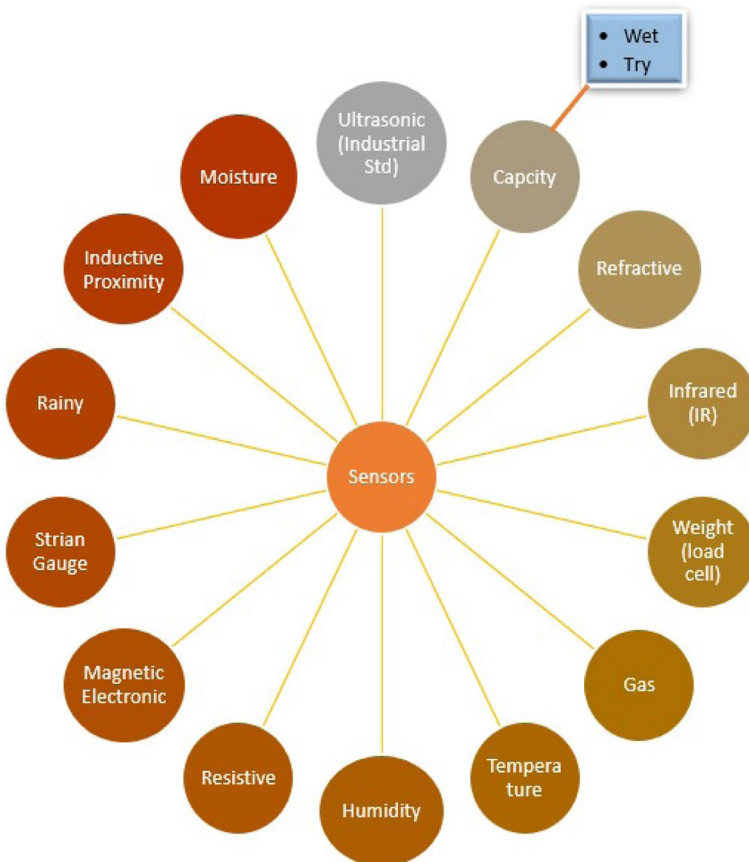 • Wet
• Try
Ultrasonic
(Industrial
Std)
Capcity
Refractive
Infrared
(IR)
Weight
(load
cell)
Gas
Tempera
ture
Humidity
Resistive
Magnetic
Electronic
Strian
Gauge
Rainy
Inductive
Proximity
Moisture
Sensors